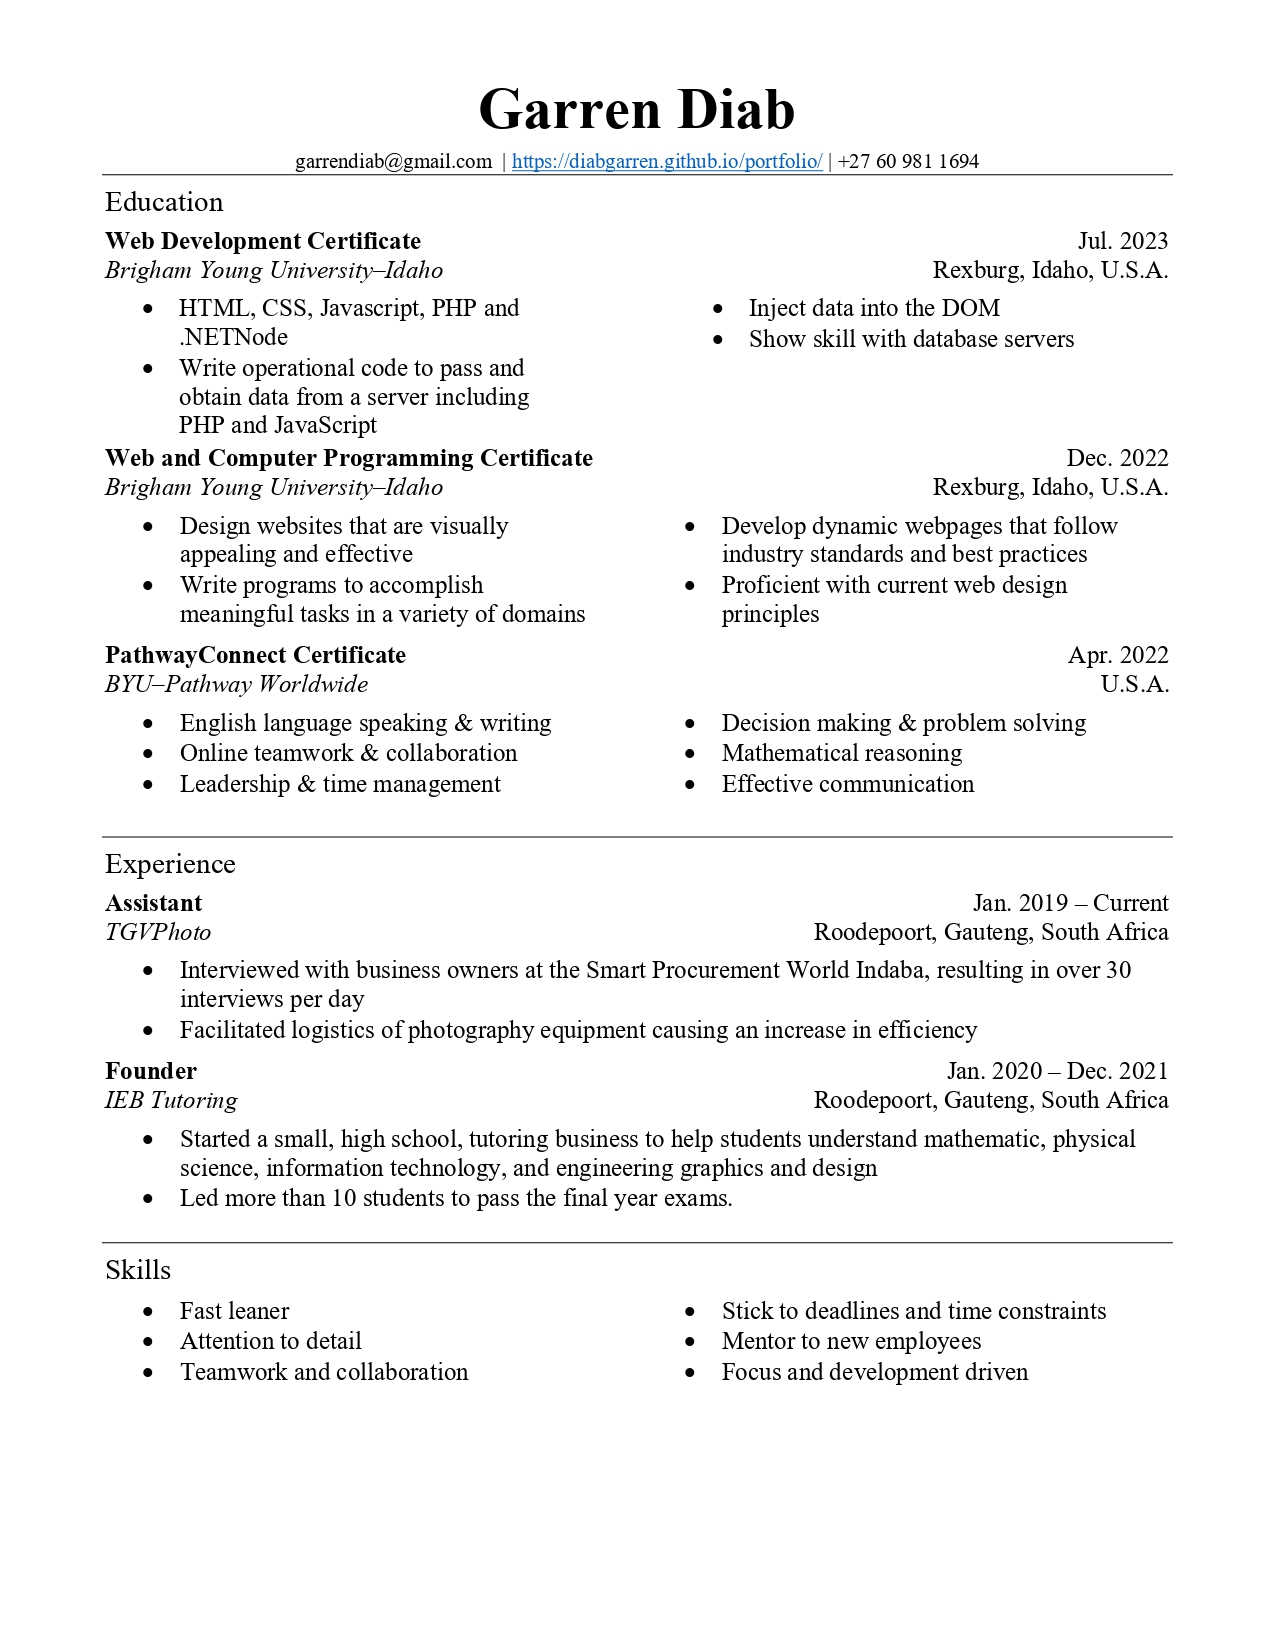 Garren Diab
garrendiab@gmail.com | https://diabgarren.github.io/portfolio/ | +27 60 981 1694
Education
Web Development Certificate Jul. 2023
Brigham Young University–Idaho Rexburg, Idaho, U.S.A.
• HTML, CSS, Javascript, PHP and
.NETNode
• Write operational code to pass and
obtain data from a server including
PHP and JavaScript
• Inject data into the DOM
• Show skill with database servers
Web and Computer Programming Certificate Dec. 2022
Brigham Young University–Idaho Rexburg, Idaho, U.S.A.
• Design websites that are visually
appealing and effective
• Write programs to accomplish
meaningful tasks in a variety of domains
• Develop dynamic webpages that follow
industry standards and best practices
• Proficient with current web design
principles
PathwayConnect Certificate Apr. 2022
BYU–Pathway Worldwide U.S.A.
• English language speaking & writing
• Online teamwork & collaboration
• Leadership & time management
• Decision making & problem solving
• Mathematical reasoning
• Effective communication
Experience
Assistant Jan. 2019 – Current
TGVPhoto Roodepoort, Gauteng, South Africa
• Interviewed with business owners at the Smart Procurement World Indaba, resulting in over 30
interviews per day
• Facilitated logistics of photography equipment causing an increase in efficiency
Founder Jan. 2020 – Dec. 2021
IEB Tutoring Roodepoort, Gauteng, South Africa
• Started a small, high school, tutoring business to help students understand mathematic, physical
science, information technology, and engineering graphics and design
• Led more than 10 students to pass the final year exams.
Skills
• Fast leaner
• Attention to detail
• Teamwork and collaboration
• Stick to deadlines and time constraints
• Mentor to new employees
• Focus and development driven